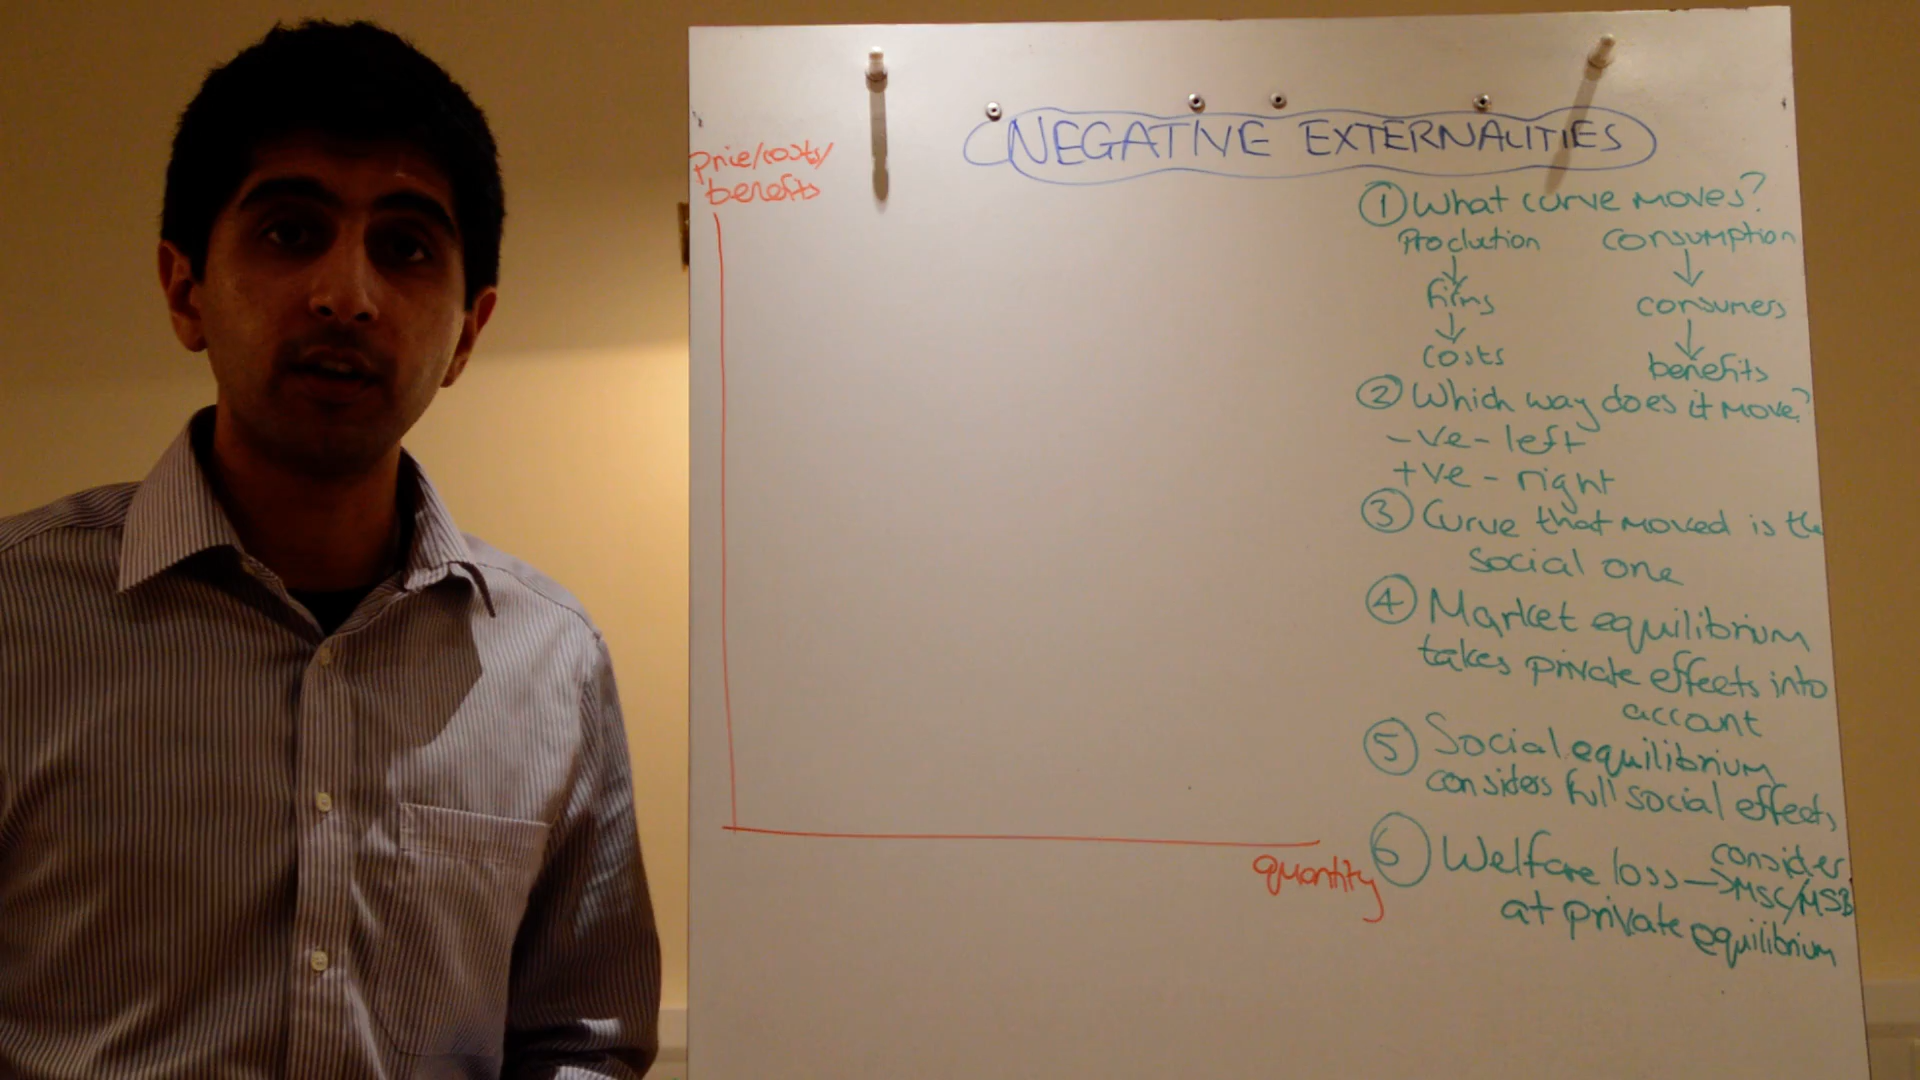 NEGATIVE EXTERNALITIES
price/costs/
benefits
quantity
① What curve moves?
Production consumption
↓ ↓
firms consumers
↓ ↓
costs benefits
② Which way does it move?
-ve - left
+ve - right
③ Curve that moved is the
social one
④ Market equilibrium
takes private effects into
account
⑤ Social equilibrium
considers full social effects
⑥ Welfare loss → consider
MSC/MSB
at private equilibrium